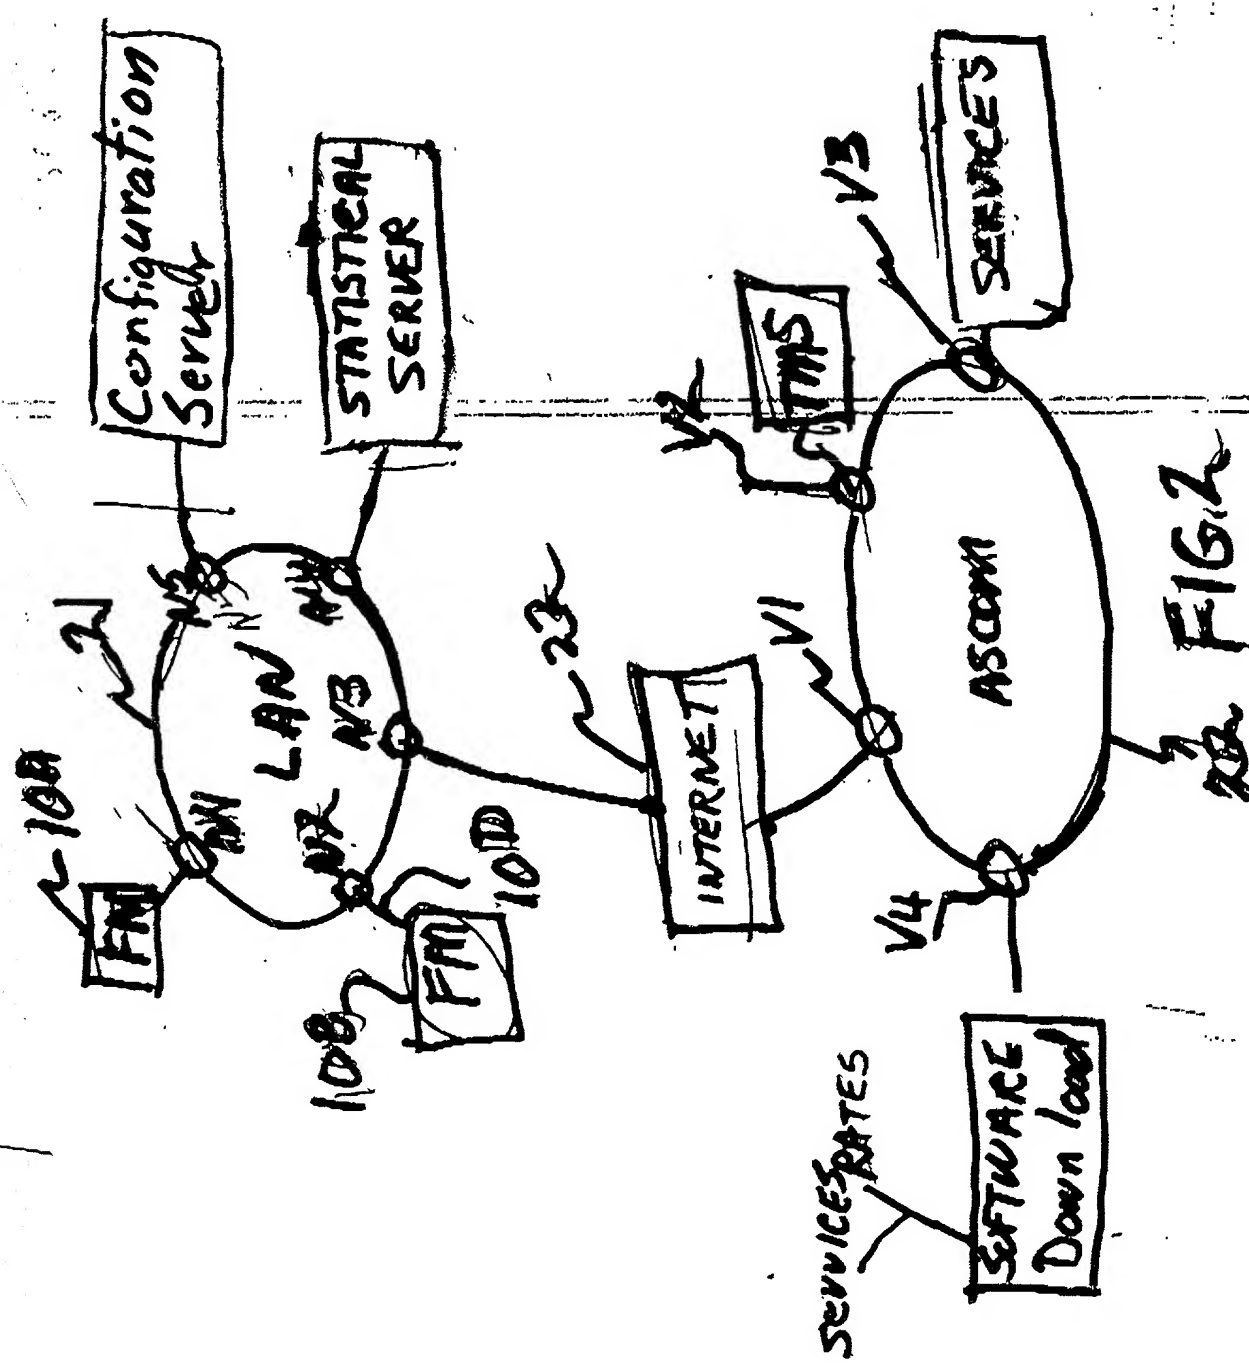 10A
FM
21
Configuration
Server
N1
N5
LAN
N2
N3
N4
STATISTICAL
SERVER
10B
FM
10D
INTERNET
V1
V2
TMS
V3
V4
ASCOM
SERVICES
SERVICES
RATES
SOFTWARE
Down load
FIG.2